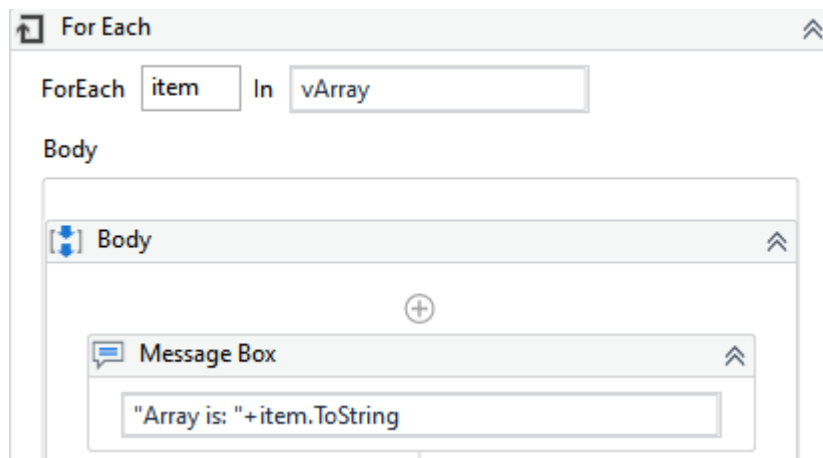 For Each
ForEach item In vArray
Body
Body
Message Box
"Array is: "+item.ToString